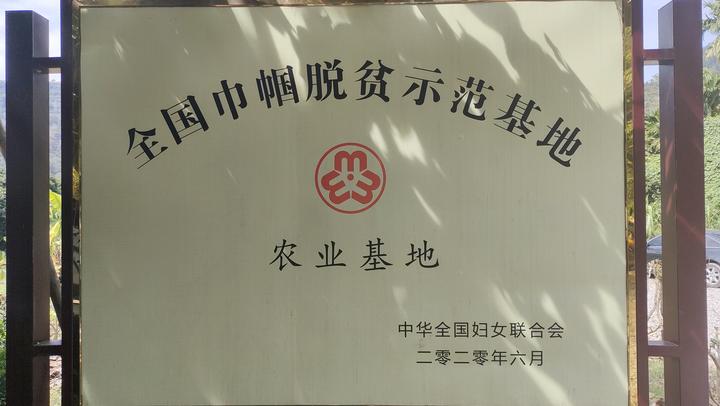 全国巾帼脱贫示范基地
农业基地
中华全国妇女联合会
二零二零年六月